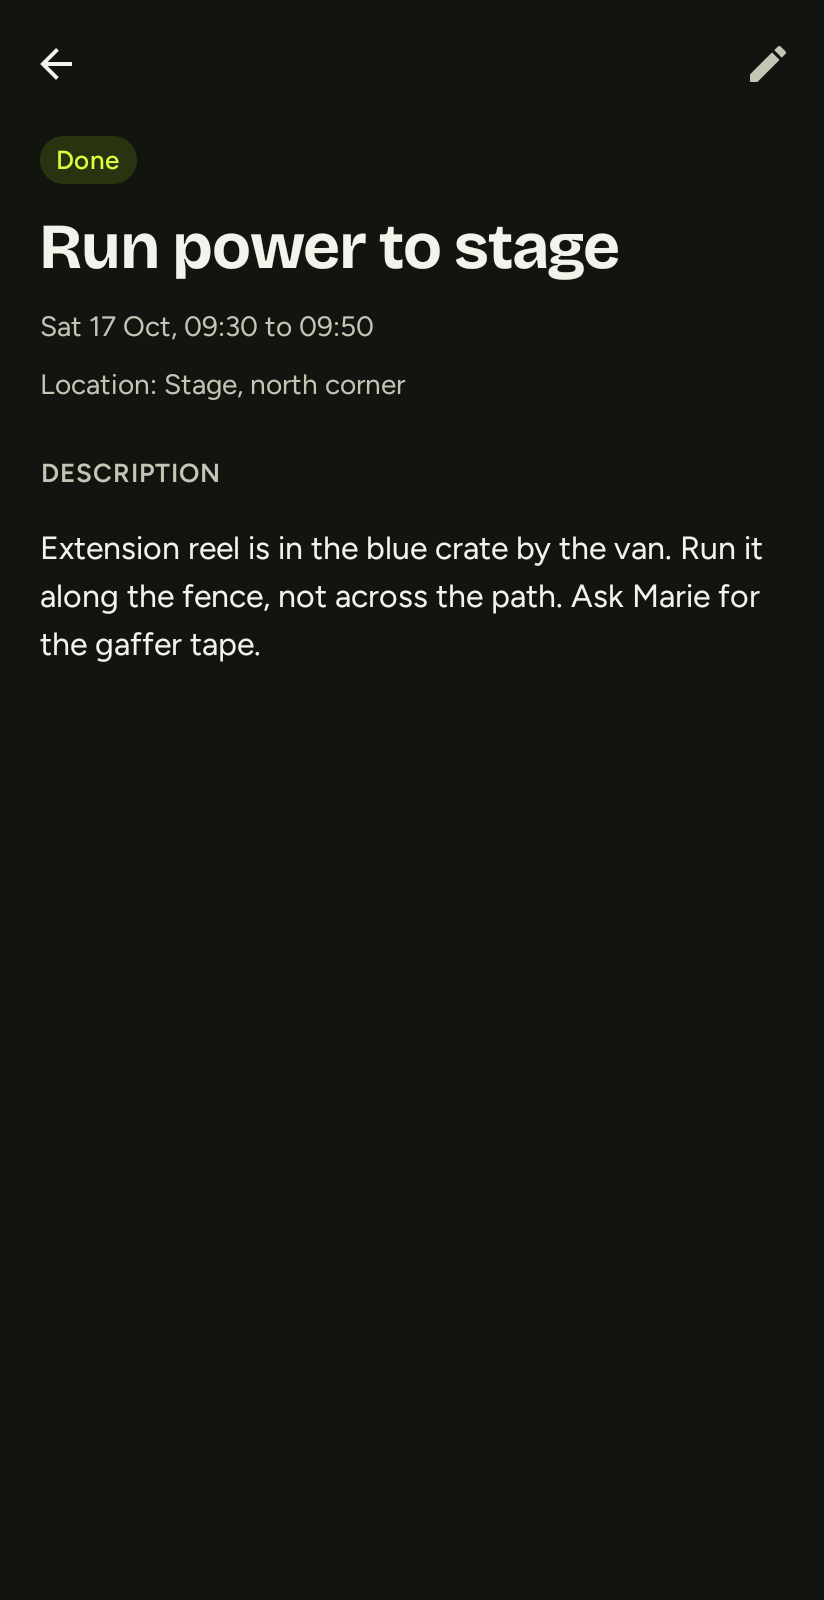 Done
Run power to stage
Sat 17 Oct, 09:30 to 09:50
Location: Stage, north corner
DESCRIPTION
Extension reel is in the blue crate by the van. Run it
along the fence, not across the path. Ask Marie for
the gaffer tape.